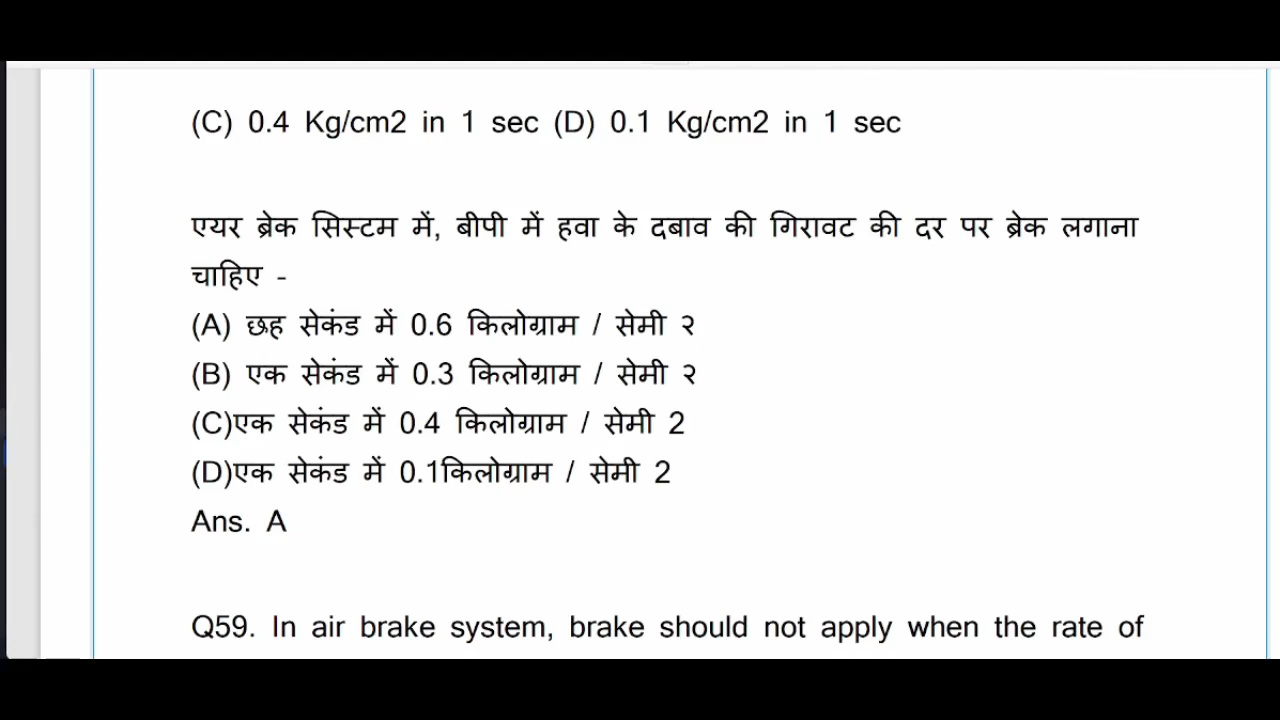 (C) 0.4 Kg/cm2 in 1 sec (D) 0.1 Kg/cm2 in 1 sec
एयर ब्रेक सिस्टम में, बीपी में हवा के दबाव की गिरावट की दर पर ब्रेक लगाना
चाहिए -
(A) छह सेकंड में 0.6 किलोग्राम / सेमी २
(B) एक सेकंड में 0.3 किलोग्राम / सेमी २
(C)एक सेकंड में 0.4 किलोग्राम / सेमी 2
(D)एक सेकंड में 0.1किलोग्राम / सेमी 2
Ans. A
Q59. In air brake system, brake should not apply when the rate of